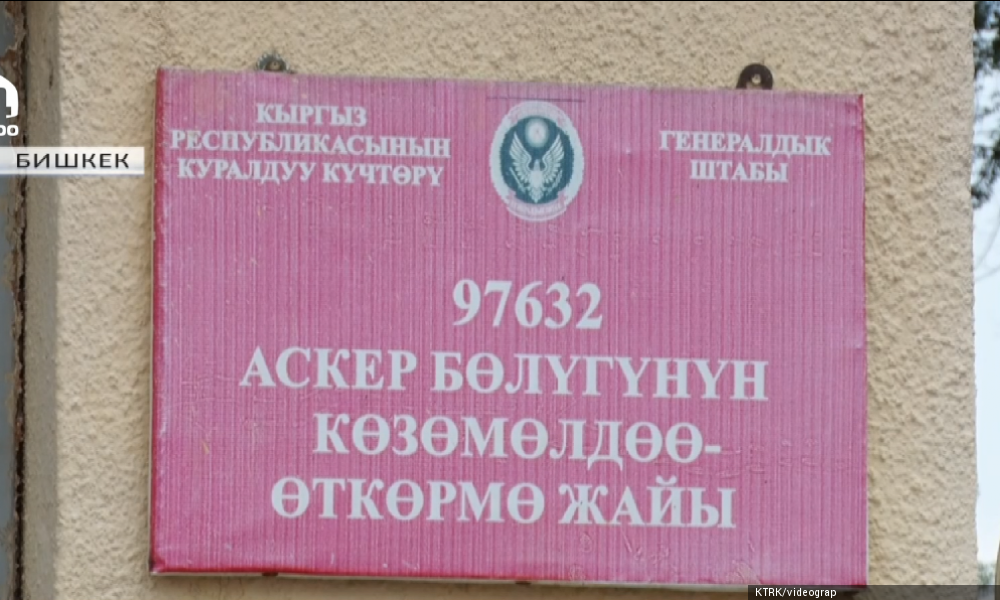 БИШКЕК
КЫРГЫЗ
РЕСПУБЛИКАСЫНЫН
КУРАЛДУУ КҮЧТӨРҮ
ГЕНЕРАЛДЫК
ШТАБЫ
97632
АСКЕР БӨЛҮГҮНҮН
КӨЗӨМӨЛДӨӨ-
ӨТКӨРМӨ ЖАЙЫ
KTRK/videograp